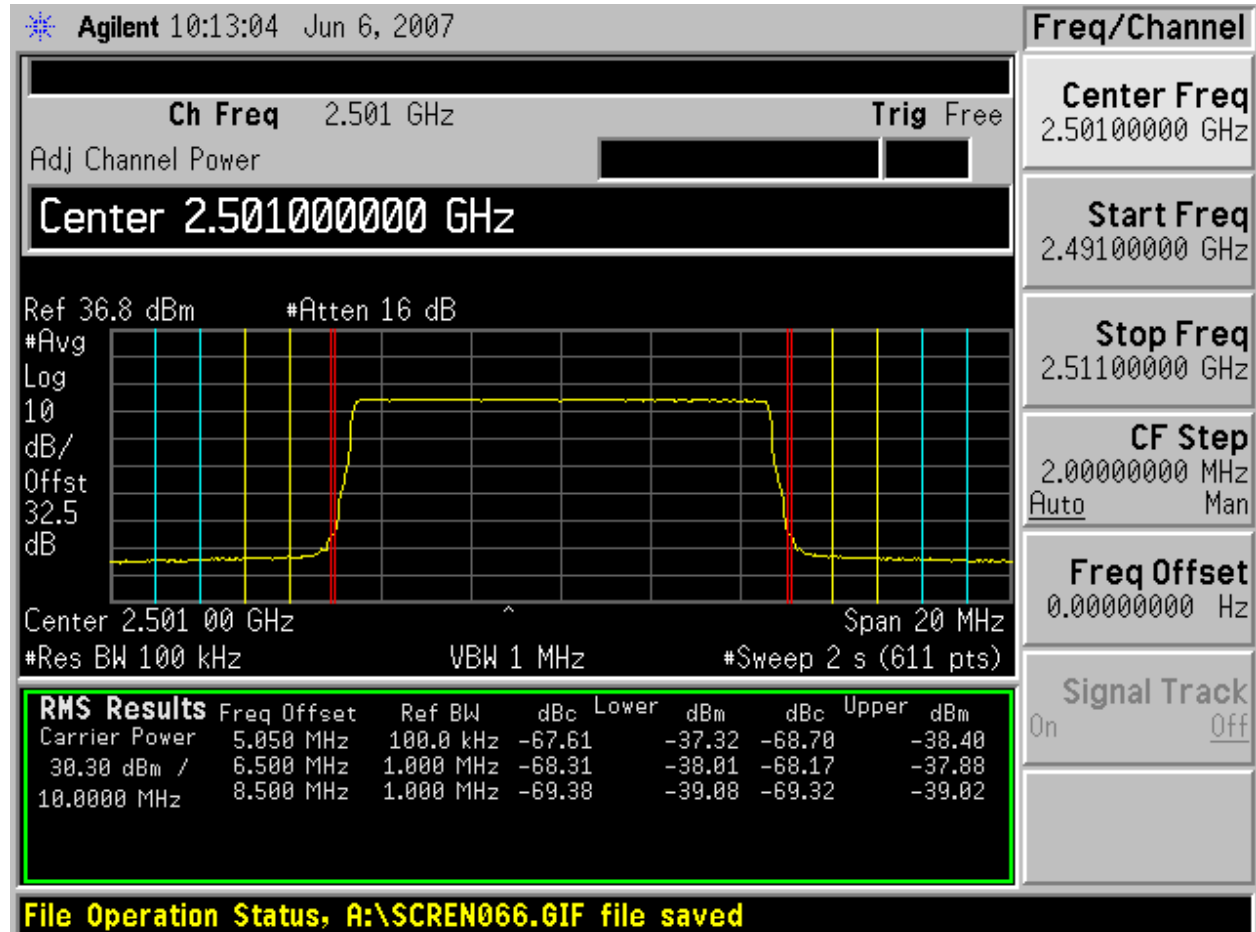 Agilent 10:13:04 Jun 6, 2007
Ch Freq 2.501 GHz Trig Free
Adj Channel Power
Center 2.501000000 GHz
Ref 36.8 dBm #Atten 16 dB
#Avg
Log
10
dB/
Offst
32.5
dB
Center 2.501 00 GHz Span 20 MHz
#Res BW 100 kHz VBW 1 MHz #Sweep 2 s (611 pts)
RMS Results Freq Offset Ref BW dBc Lower dBm dBc Upper dBm
Carrier Power 5.050 MHz 100.0 kHz -67.61 -37.32 -68.70 -38.40
30.30 dBm / 6.500 MHz 1.000 MHz -68.31 -38.01 -68.17 -37.88
10.0000 MHz 8.500 MHz 1.000 MHz -69.38 -39.08 -69.32 -39.02
File Operation Status, A:\SCREN066.GIF file saved
Freq/Channel
Center Freq
2.50100000 GHz
Start Freq
2.49100000 GHz
Stop Freq
2.51100000 GHz
CF Step
2.00000000 MHz
Auto Man
Freq Offset
0.00000000 Hz
Signal Track
On Off